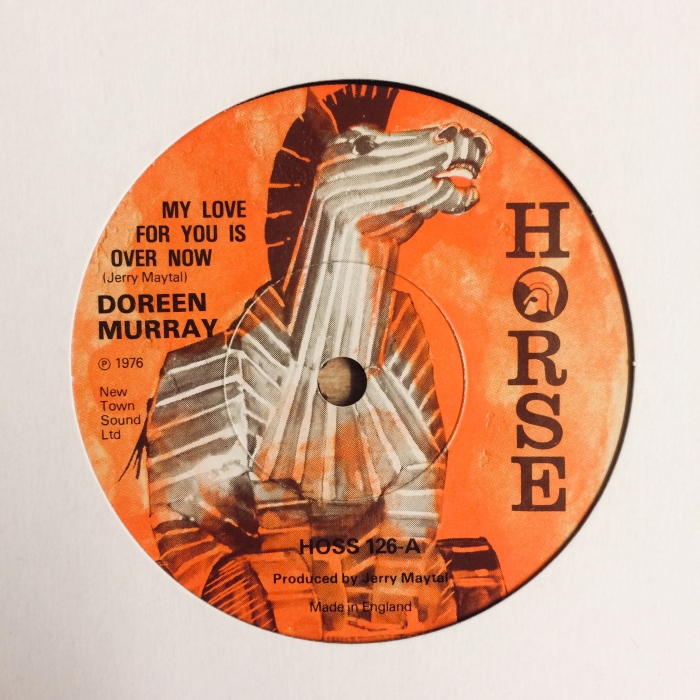 MY LOVE
FOR YOU IS
OVER NOW
(Jerry Maytal)
DOREEN
MURRAY
℗ 1976
New
Town
Sound
Ltd
HORSE
HOSS 126-A
Produced by Jerry Maytal
Made in England